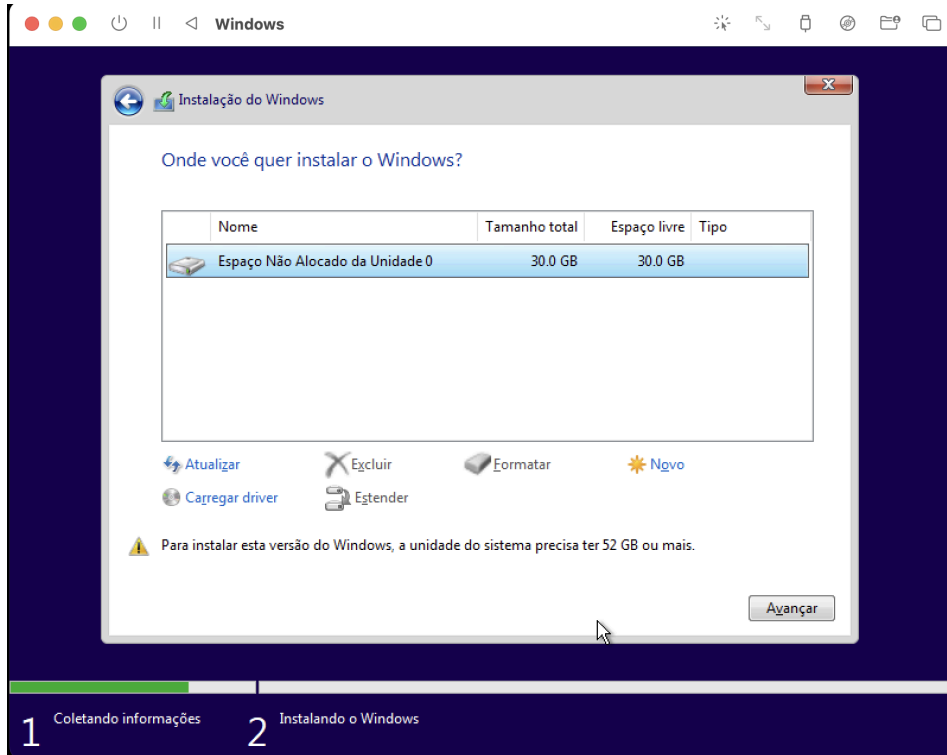 Windows
Instalação do Windows
Onde você quer instalar o Windows?
Nome Tamanho total Espaço livre Tipo
Espaço Não Alocado da Unidade 0 30.0 GB 30.0 GB
Atualizar Excluir Formatar Novo
Carregar driver Estender
Para instalar esta versão do Windows, a unidade do sistema precisa ter 52 GB ou mais.
Avançar
1 Coletando informações 2 Instalando o Windows